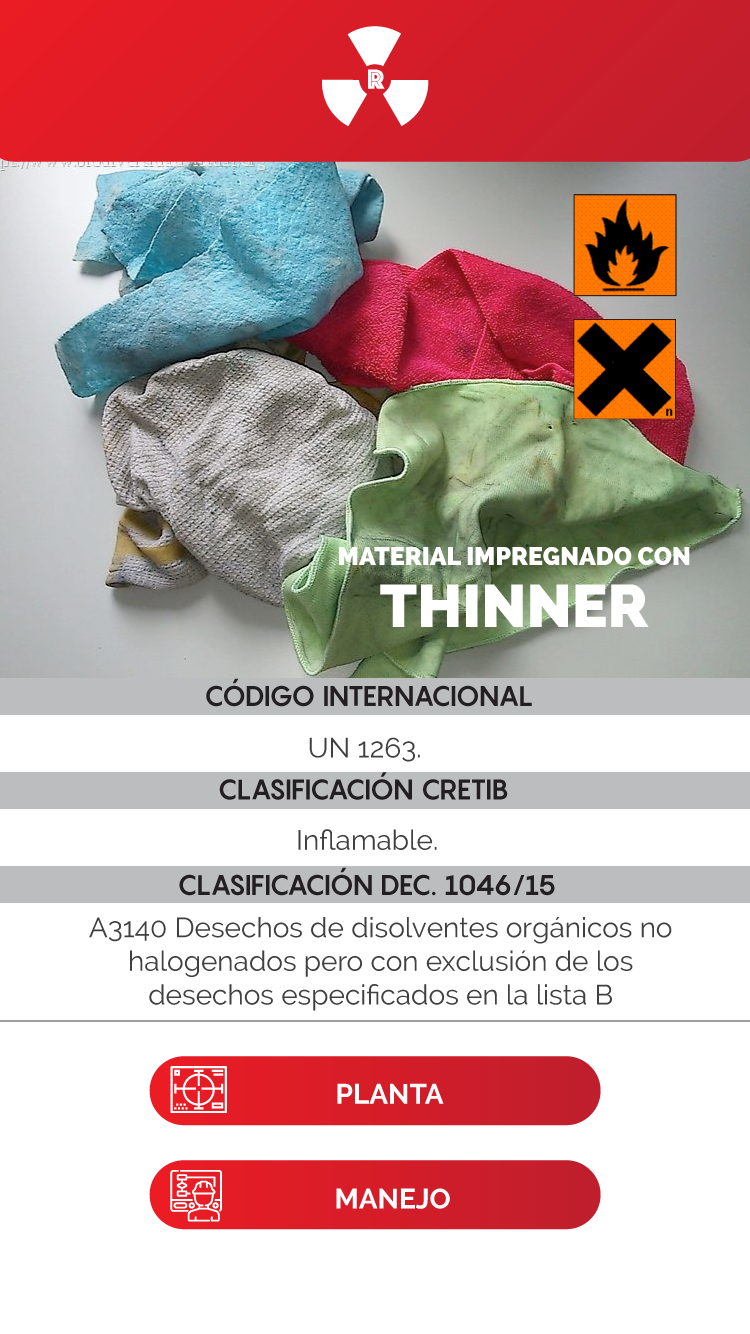 R
n
MATERIAL IMPREGNADO CON
THINNER
CÓDIGO INTERNACIONAL
UN 1263.
CLASIFICACIÓN CRETIB
Inflamable.
CLASIFICACIÓN DEC. 1046/15
A3140 Desechos de disolventes orgánicos no
halogenados pero con exclusión de los
desechos especificados en la lista B
PLANTA
MANEJO